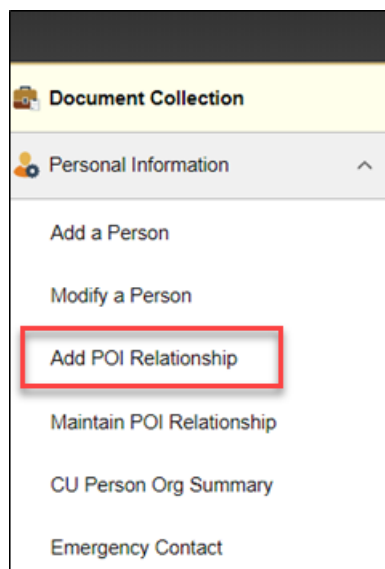 Document Collection
Personal Information
Add a Person
Modify a Person
Add POI Relationship
Maintain POI Relationship
CU Person Org Summary
Emergency Contact